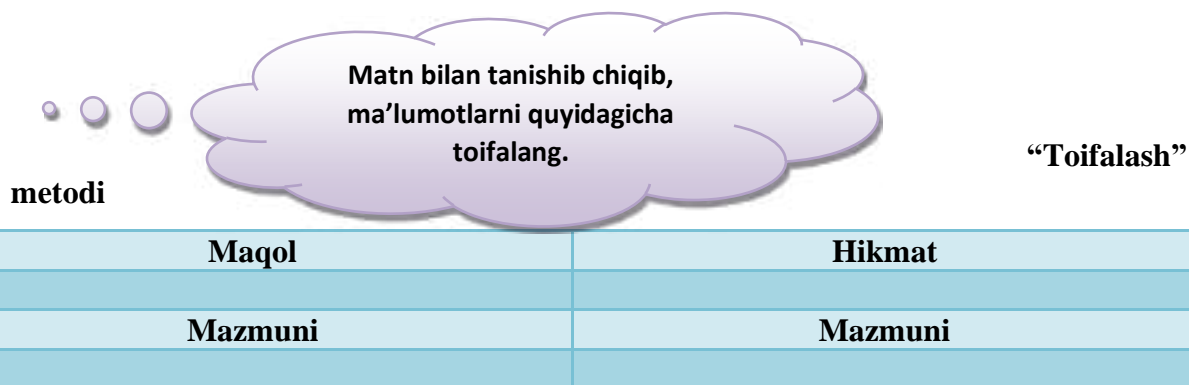 Matn bilan tanishib chiqib,
ma’lumotlarni quyidagicha
toifalang.
“Toifalash”
metodi
Maqol Hikmat
Mazmuni Mazmuni